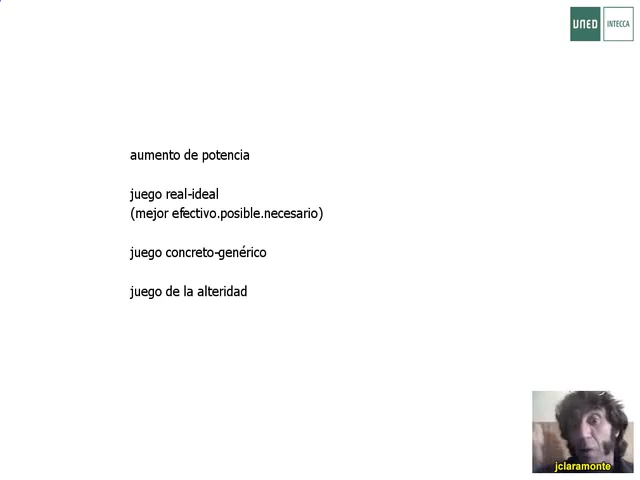 UNED
INTECCA
aumento de potencia
juego real-ideal
(mejor efectivo.posible.necesario)
juego concreto-genérico
juego de la alteridad
jclaramonte